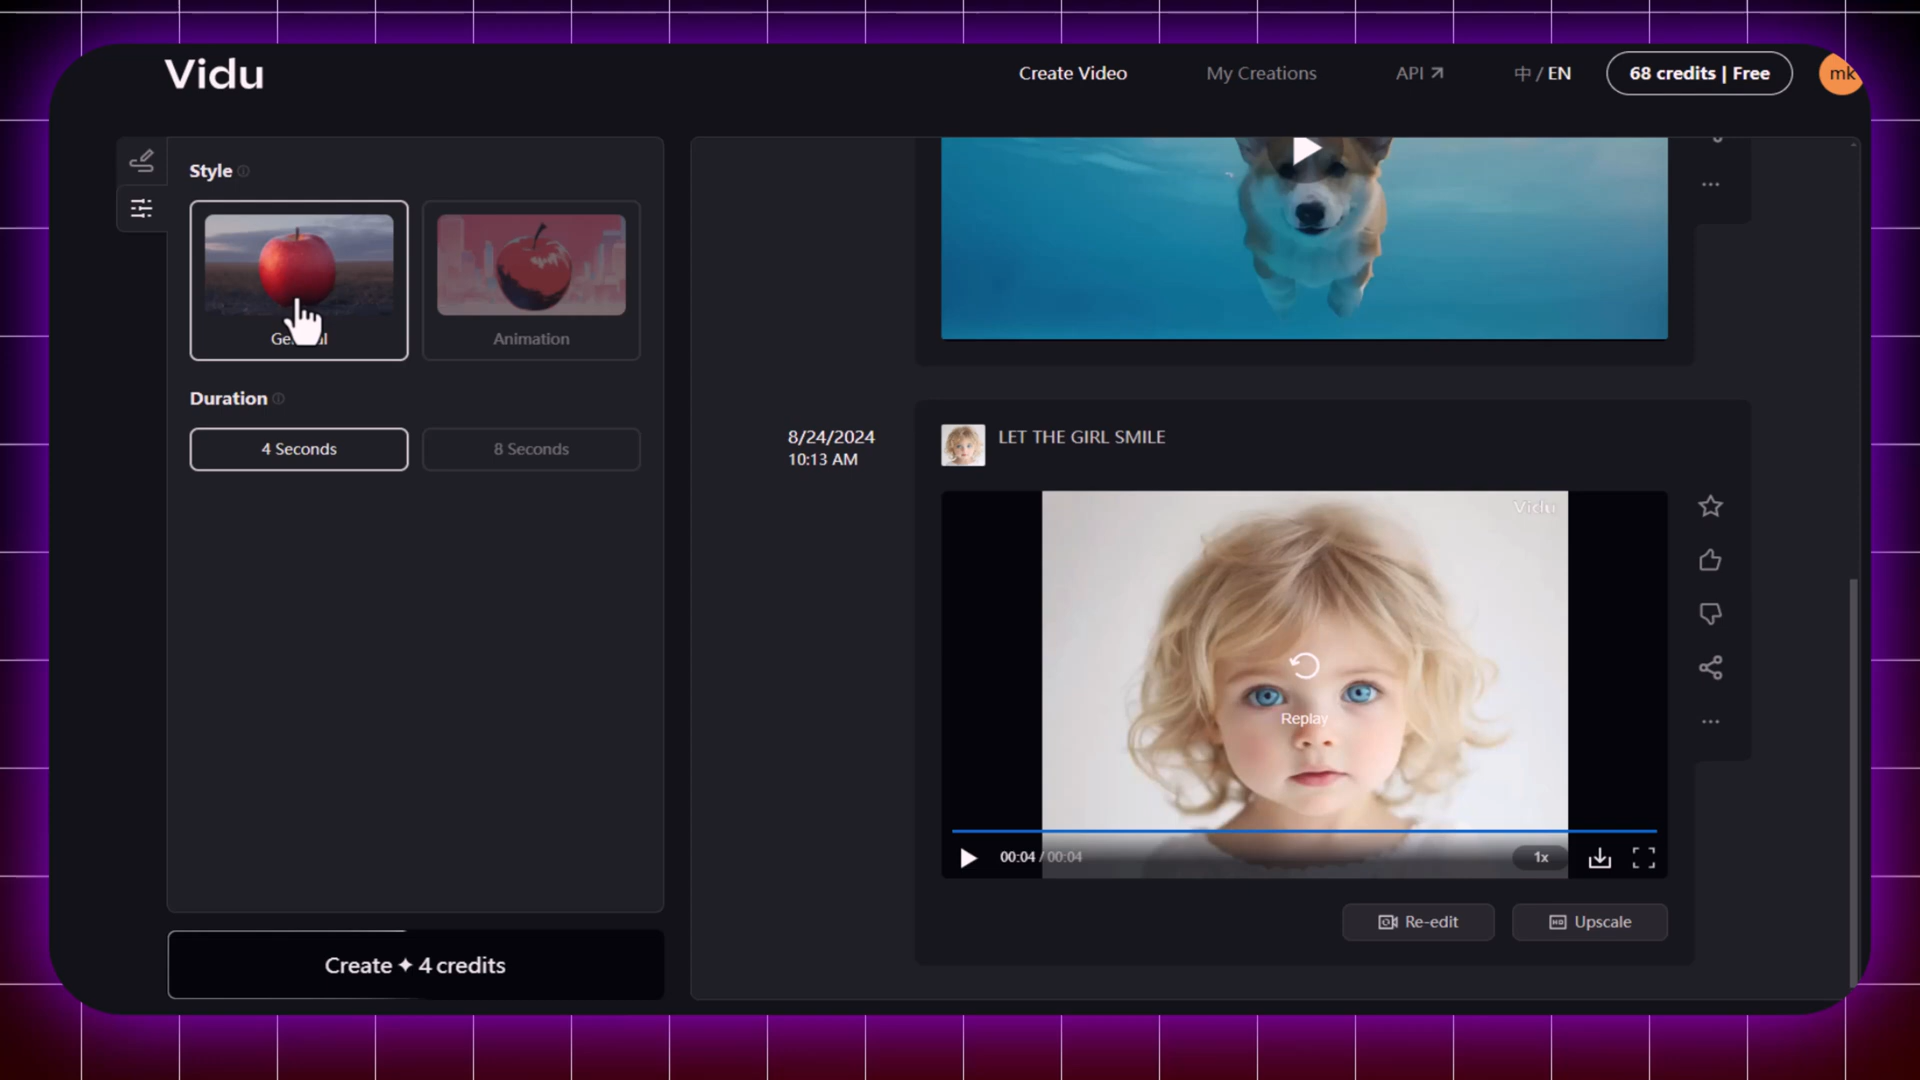 Vidu
Create Video
My Creations
API
中 / EN
68 credits | Free
mk
Style
Animation
Duration
4 Seconds
8 Seconds
Create ✦ 4 credits
8/24/2024
10:13 AM
LET THE GIRL SMILE
Vidu
Replay
00:04 / 00:04
1x
Re-edit
HD Upscale